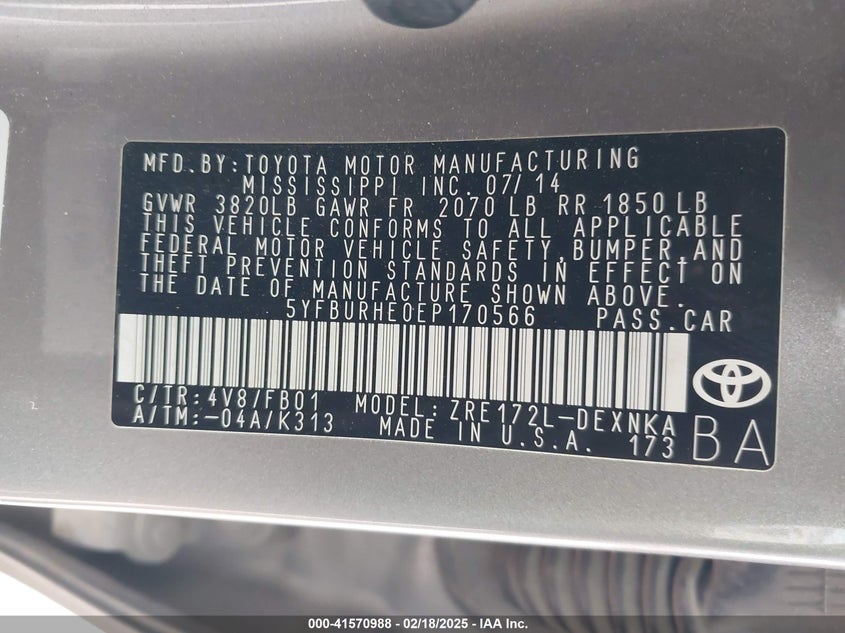 MFD.BY:TOYOTA MOTOR MANUFACTURING
MISSISSIPPI INC. 07/14
GVWR 3820LB GAWR FR 2070 LB RR 1850 LB
THIS VEHICLE CONFORMS TO ALL APPLICABLE
FEDERAL MOTOR VEHICLE SAFETY,BUMPER,AND
THEFT PREVENTION STANDARDS IN EFFECT ON
THE DATE OF MANUFACTURE SHOWN ABOVE.
5YFBURHE0EP170566 PASS.CAR
C/TR:4V8/FB01 MODEL:ZRE172L-DEXNKA
A/TM:-04A/K313 MADE IN U.S.A. 173 BA
000-41570988 - 02/18/2025 - IAA Inc.